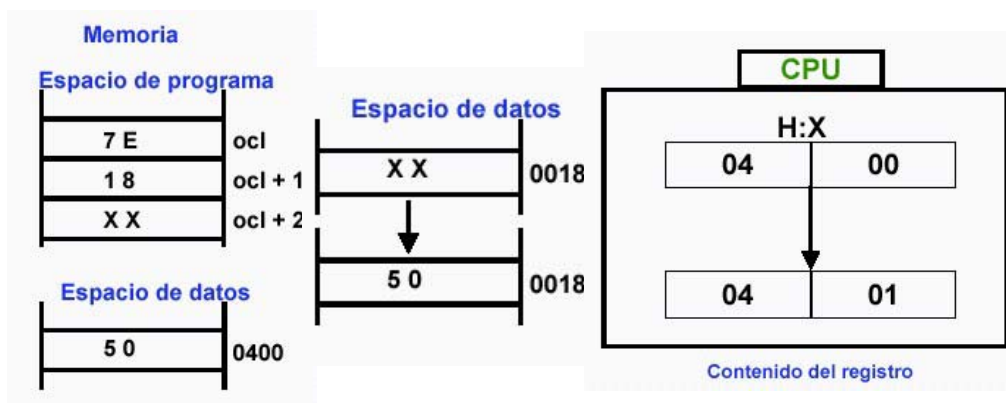 Memoria
Espacio de programa
7 E ocl
1 8 ocl + 1
X X ocl + 2
Espacio de datos
5 0 0400
Espacio de datos
X X 0018
5 0 0018
CPU
H:X
04 00
04 01
Contenido del registro